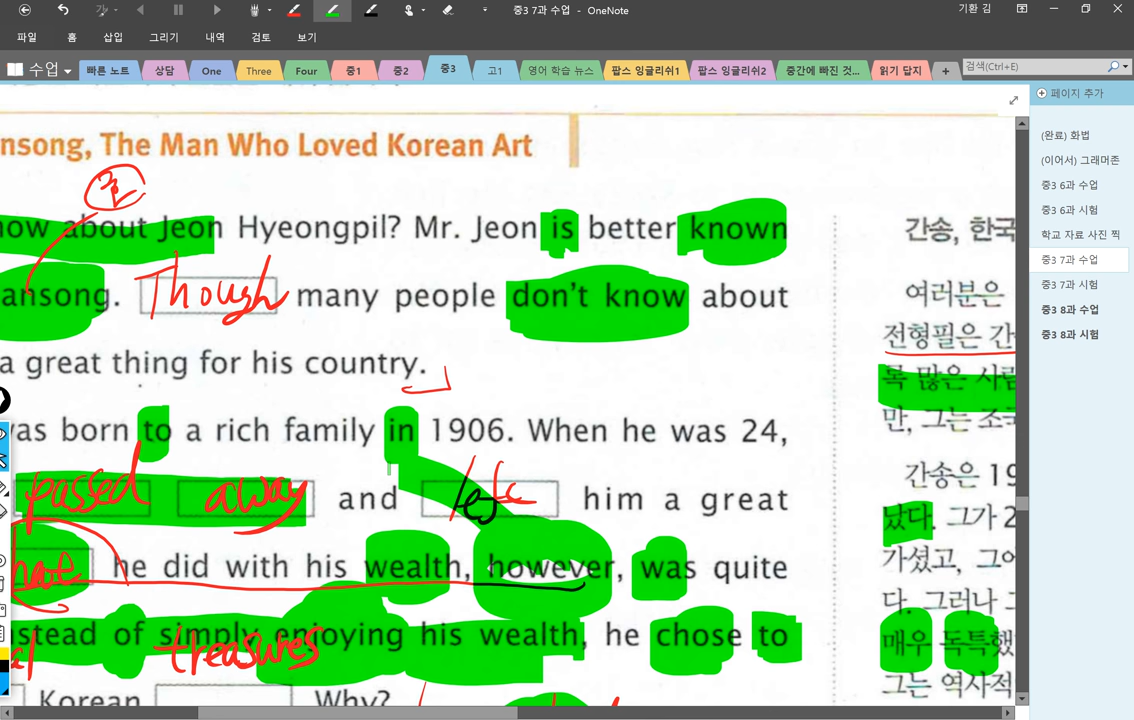 중3 7과 수업 - OneNote
기환 김
파일 홈 삽입 그리기 내역 검토 보기
수업 빠른 노트 상담 One Three Four 중1 중2 중3 고1 영어 학습 뉴스 팝스 잉글리쉬1 팝스 잉글리쉬2 중간에 빠진 것... 읽기 답지 + 검색(Ctrl+E)
페이지 추가
(완료) 화법
(이어서) 그래머존
중3 6과 수업
중3 6과 시험
학교 자료 사진 찍
중3 7과 수업
중3 7과 시험
중3 8과 수업
중3 8과 시험
nsong, The Man Who Loved Korean Art
ow about Jeon Hyeongpil? Mr. Jeon is better known
ansong. Though many people don't know about
a great thing for his country.
as born to a rich family in 1906. When he was 24,
passed away and him a great
hat he did with his wealth, however, was quite
stead of simply enjoying his wealth, he chose to
al treasures
Korean Why?
간송, 한국
여러분은
전형필은 간
록 많은 사람
만, 그는 조국
간송은 19
났다. 그가 2
가셨고, 그
다. 그러나 그
매우 독특했
그는 역사적